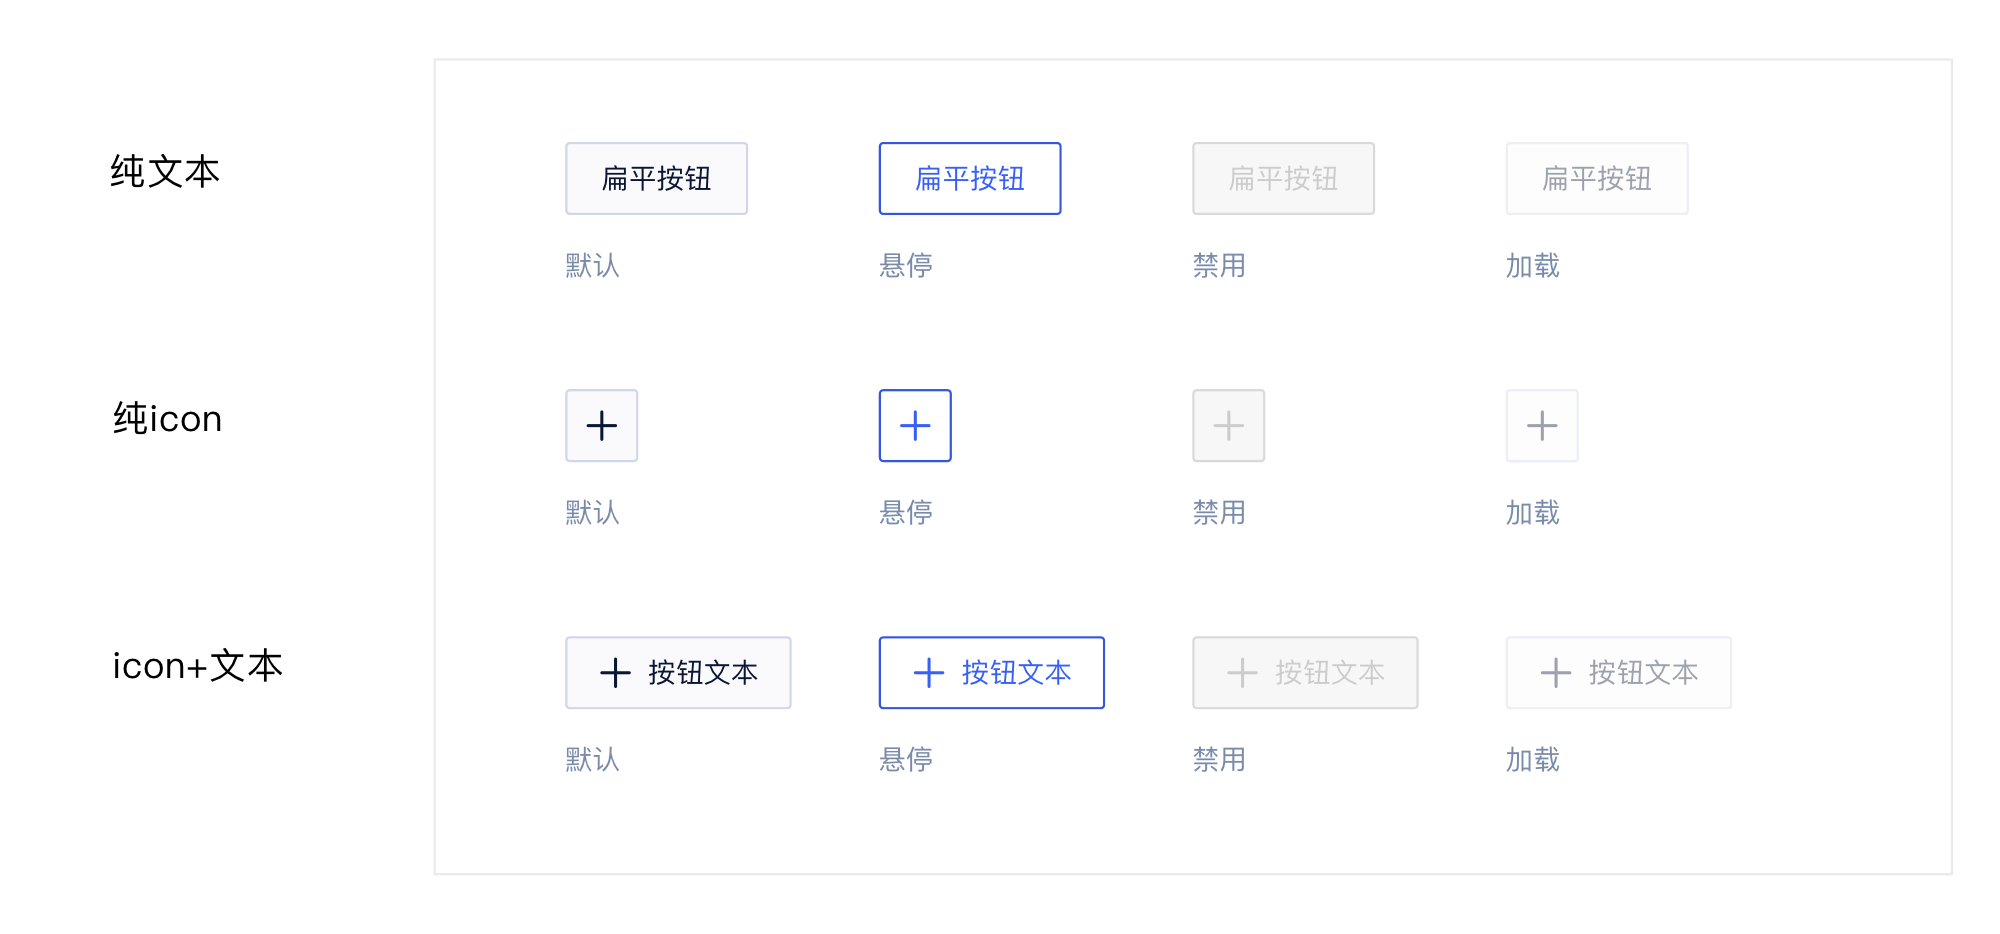 纯文本
扁平按钮 扁平按钮 扁平按钮 扁平按钮
默认 悬停 禁用 加载
纯icon
默认 悬停 禁用 加载
icon+文本
按钮文本 按钮文本 按钮文本 按钮文本
默认 悬停 禁用 加载